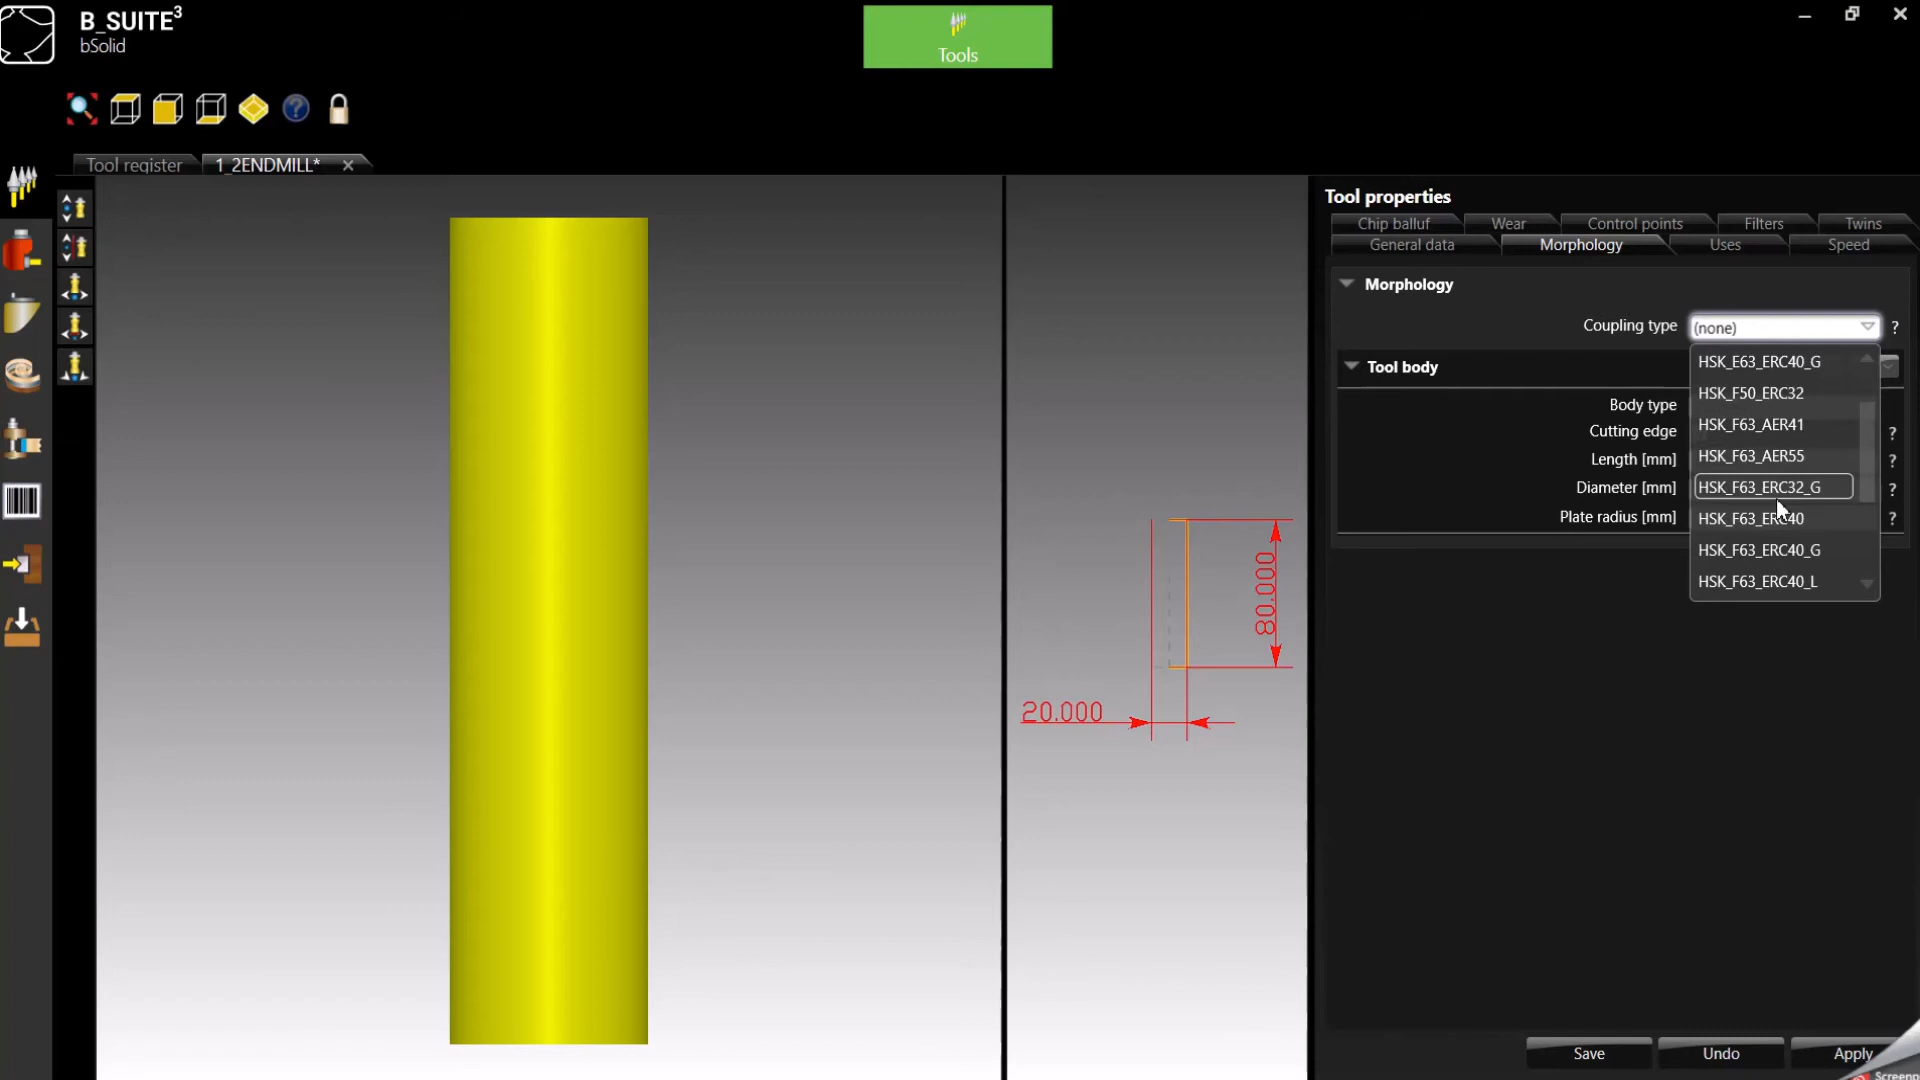 B_SUITE³
bSolid
Tools
Tool register
1_2ENDMILL*
80.000
20.000
Tool properties
Chip balluf
Wear
Control points
Filters
Twins
General data
Morphology
Uses
Speed
Morphology
Coupling type
(none)
?
HSK_E63_ERC40_G
Tool body
HSK_F50_ERC32
Body type
HSK_F63_AER41
Cutting edge
?
Length [mm]
HSK_F63_AER55
?
Diameter [mm]
HSK_F63_ERC32_G
?
Plate radius [mm]
HSK_F63_ERC40
?
HSK_F63_ERC40_G
HSK_F63_ERC40_L
Save
Undo
Apply